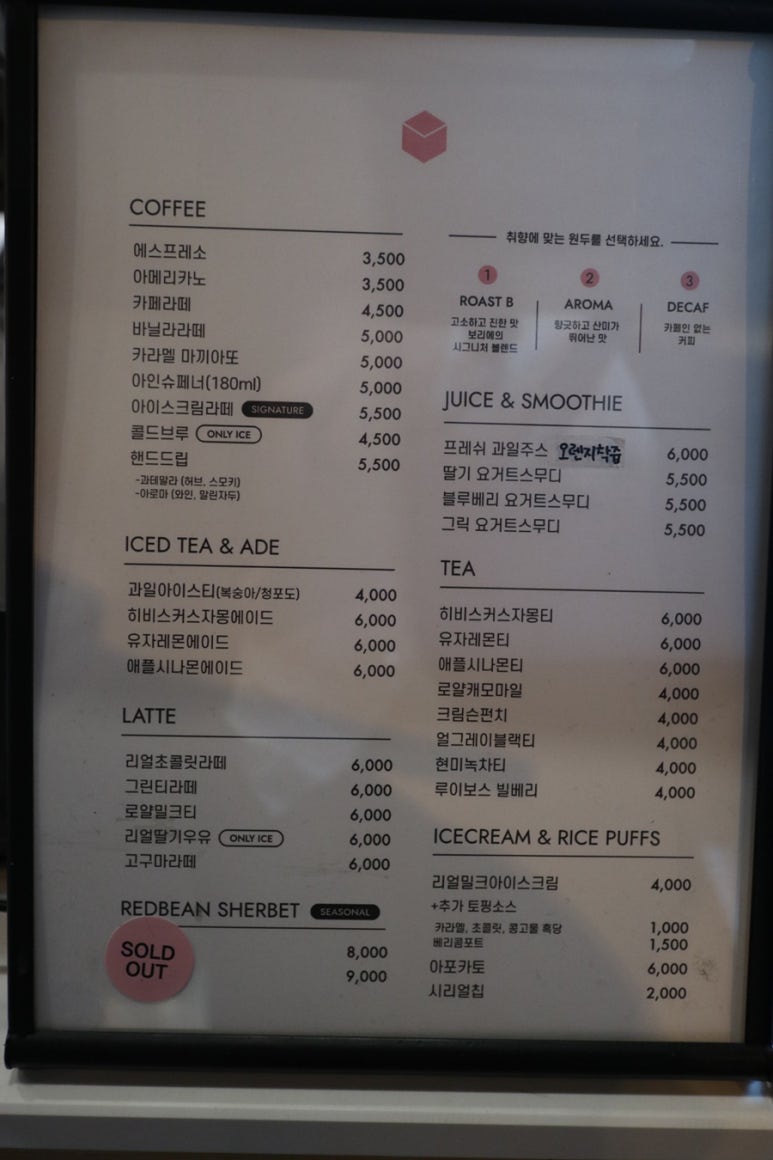 COFFEE
에스프레소 3,500
아메리카노 3,500
카페라떼 4,500
바닐라라떼 5,000
카라멜 마끼아또 5,000
아인슈페너(180ml) 5,000
아이스크림라떼 SIGNATURE 5,500
콜드브루 ONLY ICE 4,500
핸드드립 5,500
-과테말라 (허브, 스모키)
-아로마 (와인, 말린자두)
ICED TEA & ADE
과일아이스티(복숭아/청포도) 4,000
히비스커스자몽에이드 6,000
유자레몬에이드 6,000
애플시나몬에이드 6,000
LATTE
리얼초콜릿라떼 6,000
그린티라떼 6,000
로얄밀크티 6,000
리얼딸기우유 ONLY ICE 6,000
고구마라떼 6,000
REDBEAN SHERBET SEASONAL
SOLD
OUT
8,000
9,000
취향에 맞는 원두를 선택하세요.
1
ROAST B
고소하고 진한 맛
보리에의
시그니처 블렌드
2
AROMA
향긋하고 산미가
뛰어난 맛
3
DECAF
카페인 없는
커피
JUICE & SMOOTHIE
프레쉬 과일주스 오렌지착즙 6,000
딸기 요거트스무디 5,500
블루베리 요거트스무디 5,500
그릭 요거트스무디 5,500
TEA
히비스커스자몽티 6,000
유자레몬티 6,000
애플시나몬티 6,000
로얄캐모마일 4,000
크림슨펀치 4,000
얼그레이블랙티 4,000
현미녹차티 4,000
루이보스 빌베리 4,000
ICECREAM & RICE PUFFS
리얼밀크아이스크림 4,000
+추가 토핑소스
카라멜, 초콜릿, 콩고물 흑당 1,000
베리콤포트 1,500
아포카토 6,000
시리얼칩 2,000